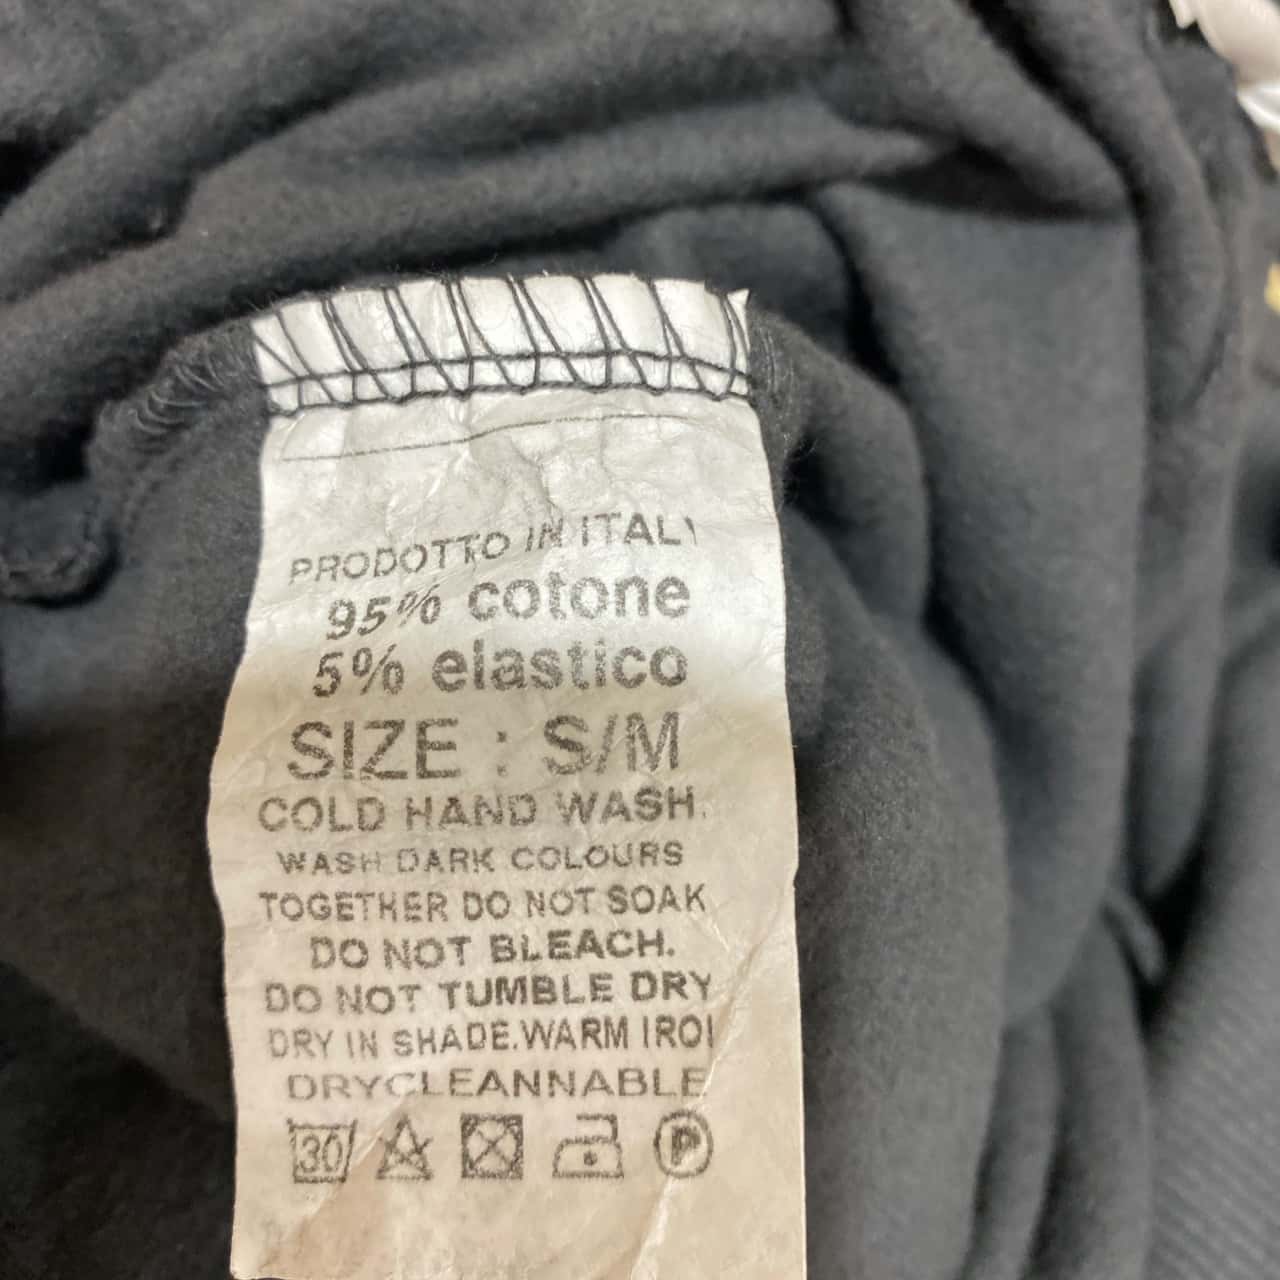 PRODOTTO IN ITALY
95% cotone
5% elastico
SIZE : S/M
COLD HAND WASH.
WASH DARK COLOURS
TOGETHER DO NOT SOAK
DO NOT BLEACH.
DO NOT TUMBLE DRY
DRY IN SHADE.WARM IROI
DRYCLEANNABLE
30 P